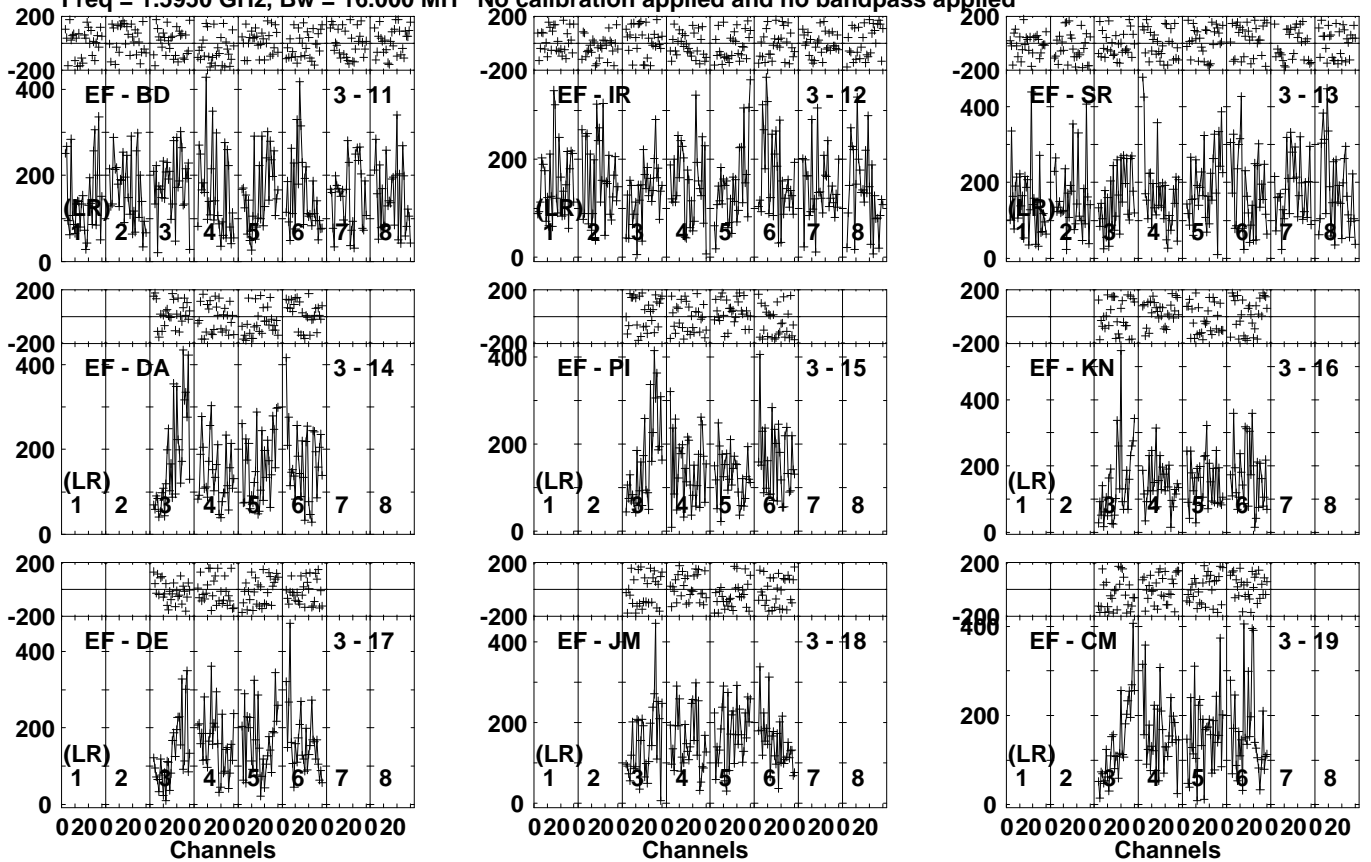 Freq = 1.5950 GHz, Bw = 16.000 MH No calibration applied and no bandpass applied
200 200 200
-200 -200 -200
400 EF - BD 3 - 11 400 EF - IR 3 - 12 400 EF - SR 3 - 13
200 200 200
(LR) (LR) (LR)
1 2 3 4 5 6 7 8 1 2 3 4 5 6 7 8 1 2 3 4 5 6 7 8
0 0 0
200 200 200
-200 -200 -200
400 EF - DA 3 - 14 400 EF - PI 3 - 15 400 EF - KN 3 - 16
200 200 200
(LR) (LR) (LR)
1 2 3 4 5 6 7 8 1 2 3 4 5 6 7 8 1 2 3 4 5 6 7 8
0 0 0
200 200 200
-200 -200 -200
400 EF - DE 3 - 17 400 EF - JM 3 - 18 400 EF - CM 3 - 19
200 200 200
(LR) (LR) (LR)
1 2 3 4 5 6 7 8 1 2 3 4 5 6 7 8 1 2 3 4 5 6 7 8
0 0 0
0 20 0 20 0 20 0 20 0 20 0 20 0 20 0 20 0 20 0 20 0 20 0 20 0 20 0 20 0 20 0 20 0 20 0 20 0 20 0 20 0 20 0 20 0 20 0 20
Channels Channels Channels